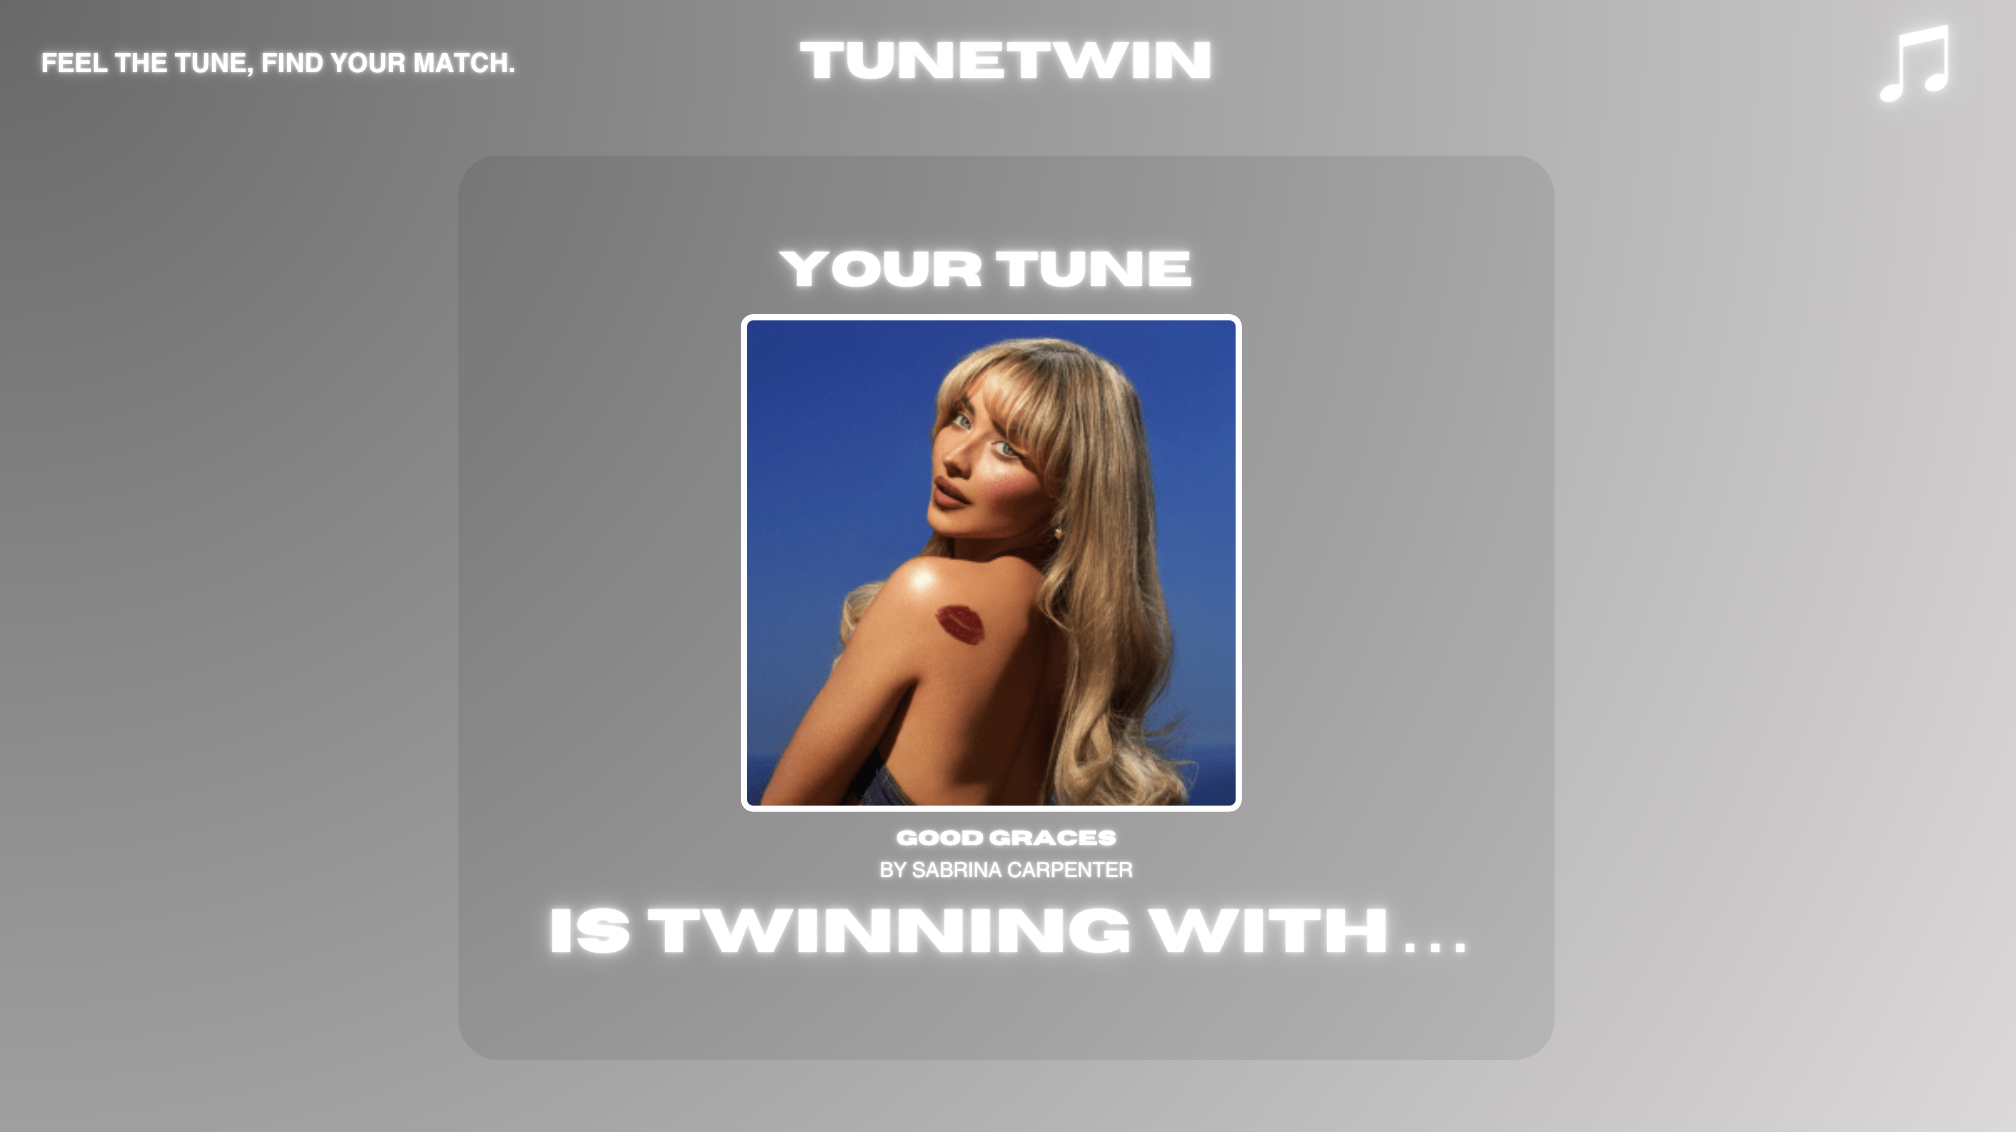 FEEL THE TUNE, FIND YOUR MATCH.
TUNETWIN
YOUR TUNE
GOOD GRACES
BY SABRINA CARPENTER
IS TWINNING WITH...